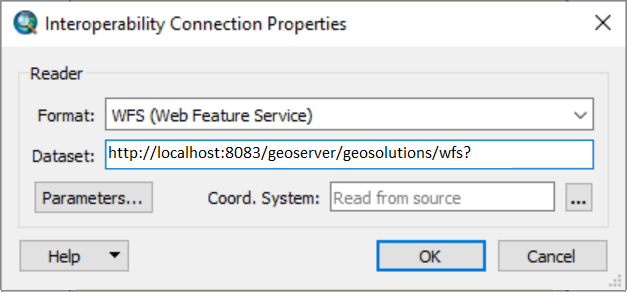 Interoperability Connection Properties
Reader
Format: WFS (Web Feature Service)
Dataset: http://localhost:8083/geoserver/geosolutions/wfs?
Parameters... Coord. System: Read from source ...
Help OK Cancel